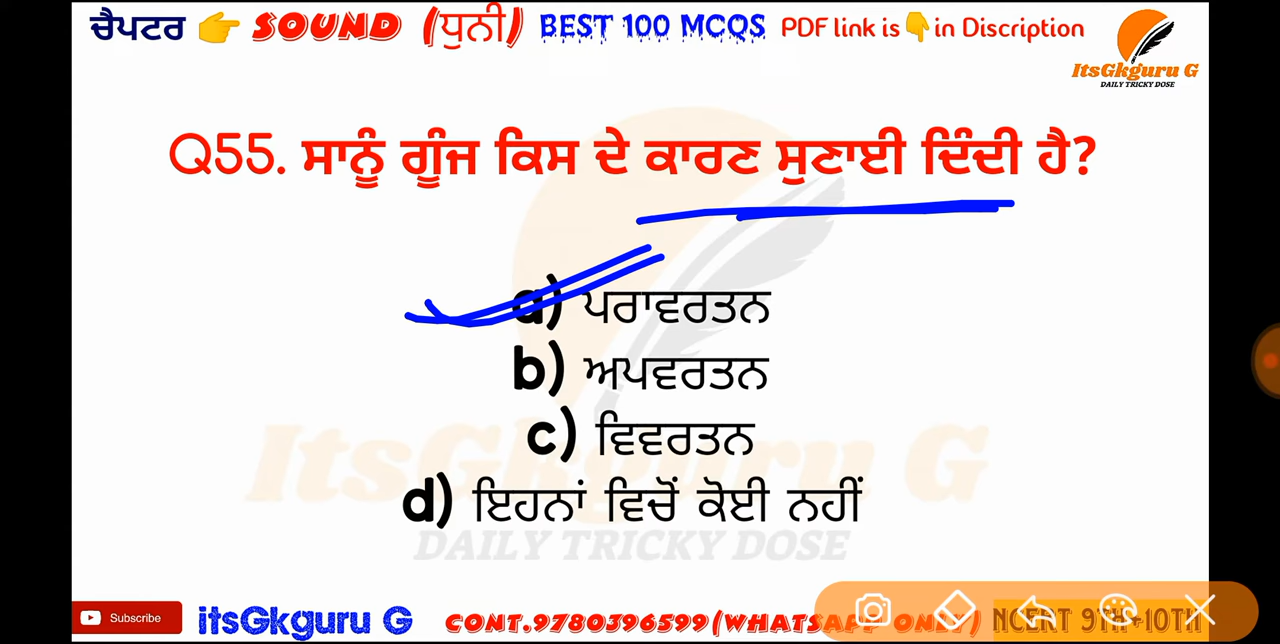 ਚੈਪਟਰ 👉 SOUND (ਧੁਨੀ) BEST 100 MCQS PDF link is👇in Discription
ItsGkguru G
DAILY TRICKY DOSE
Q55. ਸਾਨੂੰ ਗੂੰਜ ਕਿਸ ਦੇ ਕਾਰਣ ਸੁਣਾਈ ਦਿੰਦੀ ਹੈ?
a) ਪਰਾਵਰਤਨ
b) ਅਪਵਰਤਨ
c) ਵਿਵਰਤਨ
d) ਇਹਨਾਂ ਵਿਚੋਂ ਕੋਈ ਨਹੀਂ
ItsGkguru G
DAILY TRICKY DOSE
Subscribe itsGkguru G CONT.9780396599(WHATSAPP ONLY) NCERT 9TH+10TH